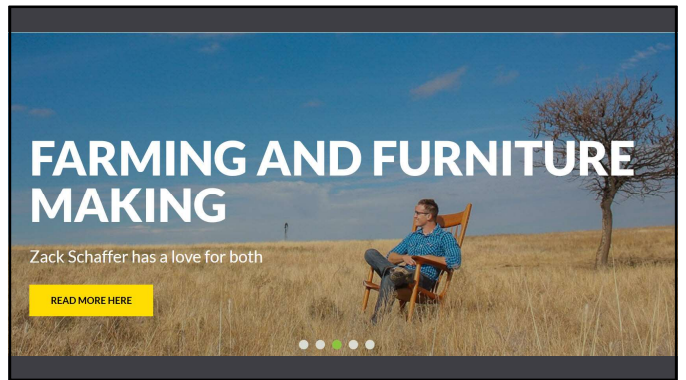 FARMING AND FURNITURE
MAKING
Zack Schaffer has a love for both
READ MORE HERE